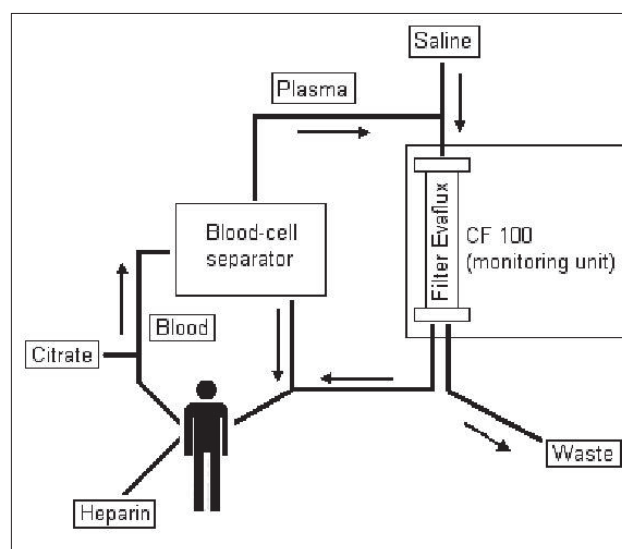 Saline
Plasma
Filter Evaflux
CF 100
(monitoring unit)
Blood-cell
separator
Blood
Citrate
Waste
Heparin